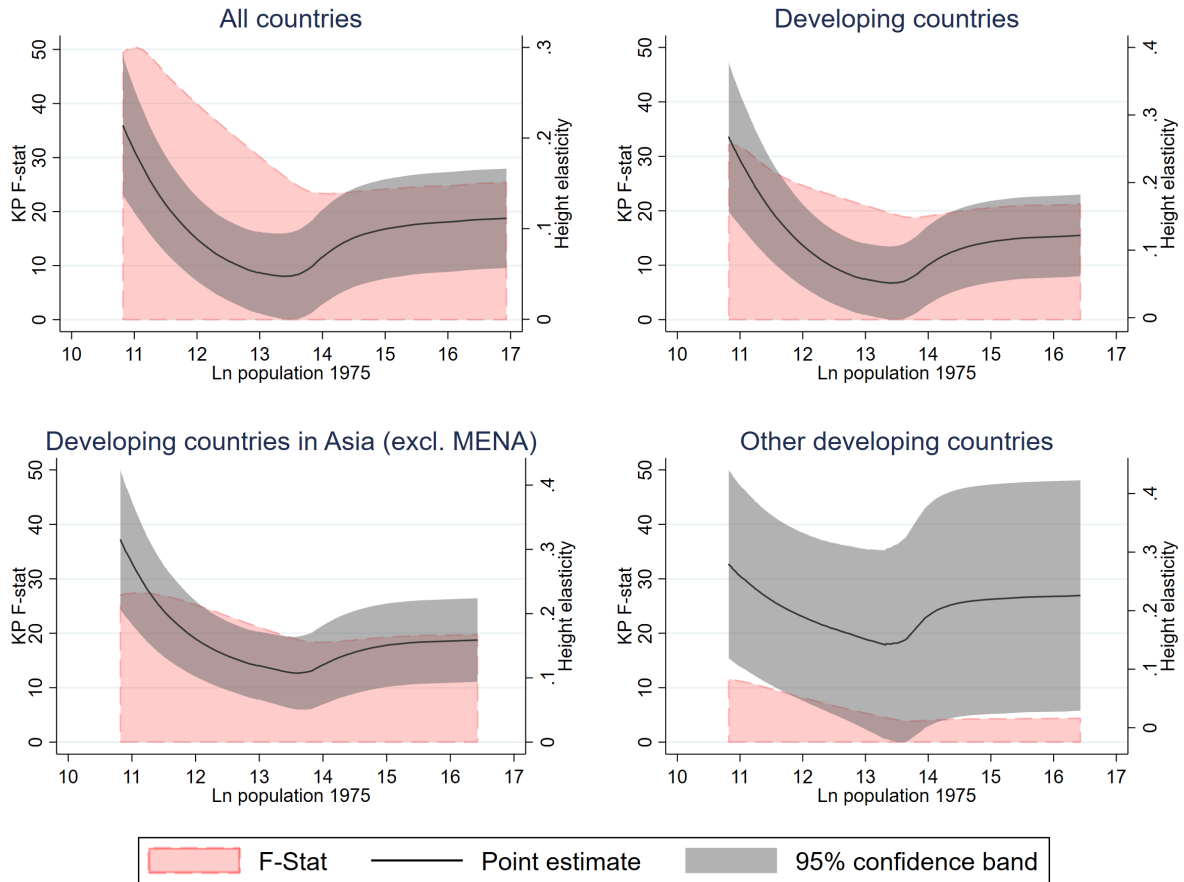 All countries
KP F-stat
50
40
30
20
10
0
.3
.2
.1
0
Height elasticity
10 11 12 13 14 15 16 17
Ln population 1975
Developing countries
KP F-stat
50
40
30
20
10
0
.4
.3
.2
.1
0
Height elasticity
10 11 12 13 14 15 16 17
Ln population 1975
Developing countries in Asia (excl. MENA)
KP F-stat
50
40
30
20
10
0
.4
.3
.2
.1
0
Height elasticity
10 11 12 13 14 15 16 17
Ln population 1975
Other developing countries
KP F-stat
50
40
30
20
10
0
.4
.3
.2
.1
0
Height elasticity
10 11 12 13 14 15 16 17
Ln population 1975
F-Stat Point estimate 95% confidence band